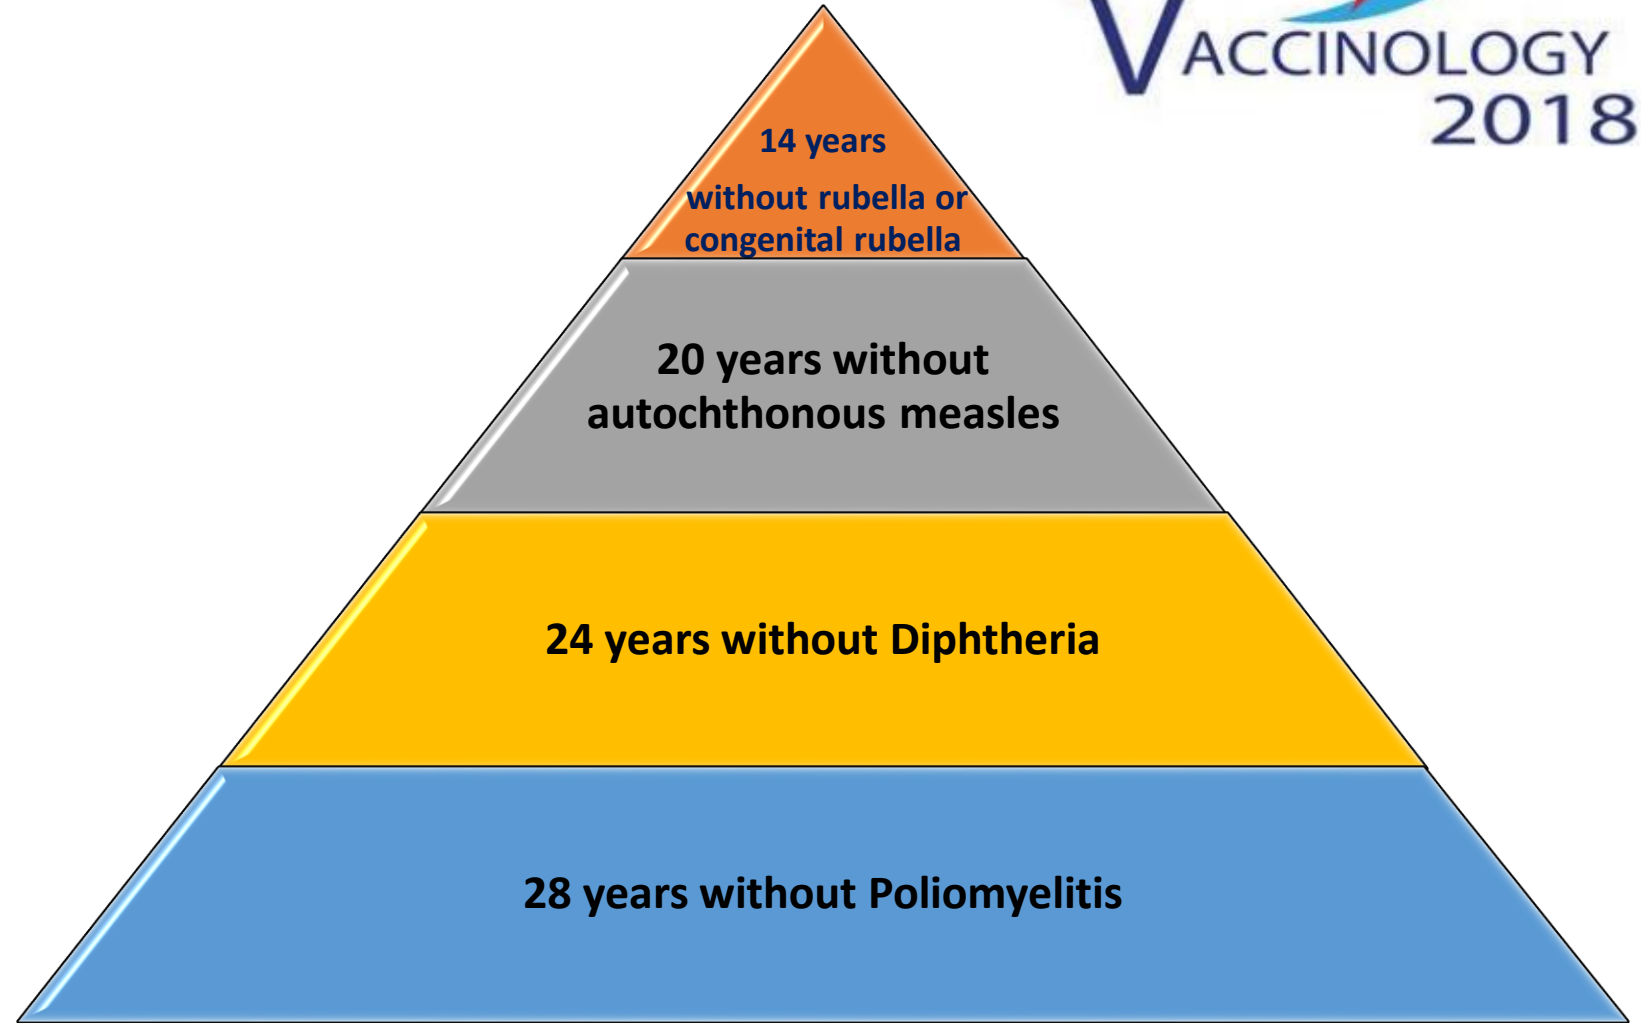 VACCINOLOGY
2018
14 years
without rubella or
congenital rubella
20 years without
autochthonous measles
24 years without Diphtheria
28 years without Poliomyelitis